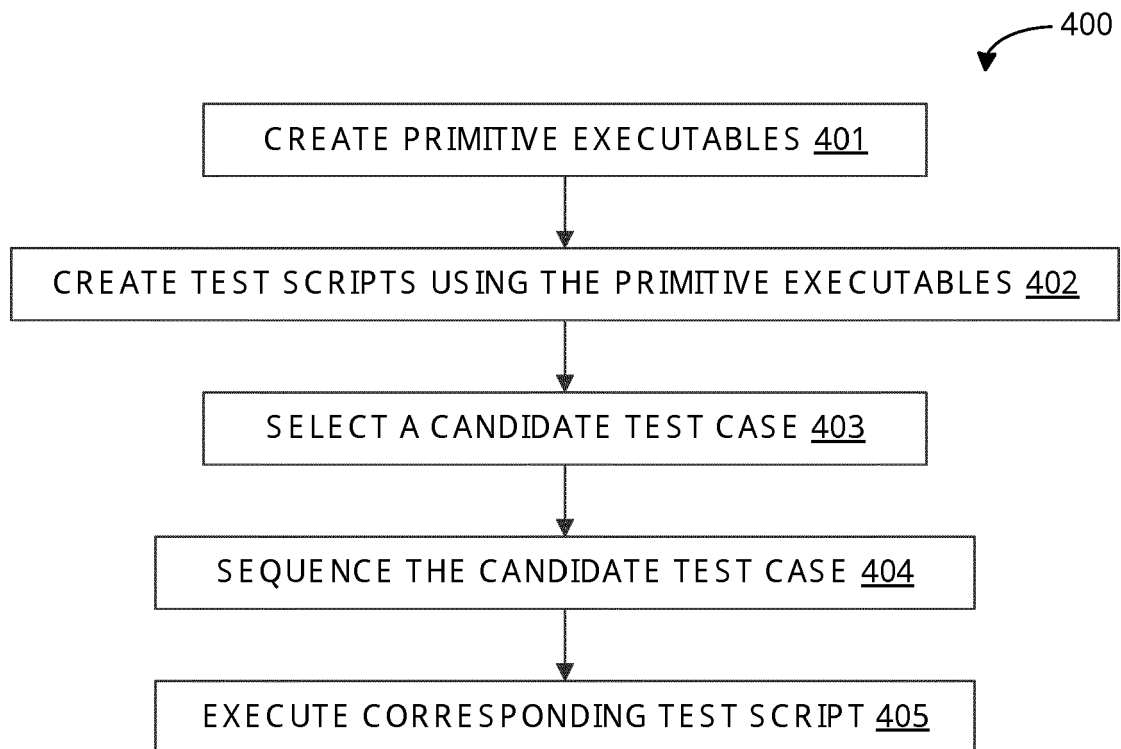 400
CREATE PRIMITIVE EXECUTABLES 401
CREATE TEST SCRIPTS USING THE PRIMITIVE EXECUTABLES 402
SELECT A CANDIDATE TEST CASE 403
SEQUENCE THE CANDIDATE TEST CASE 404
EXECUTE CORRESPONDING TEST SCRIPT 405